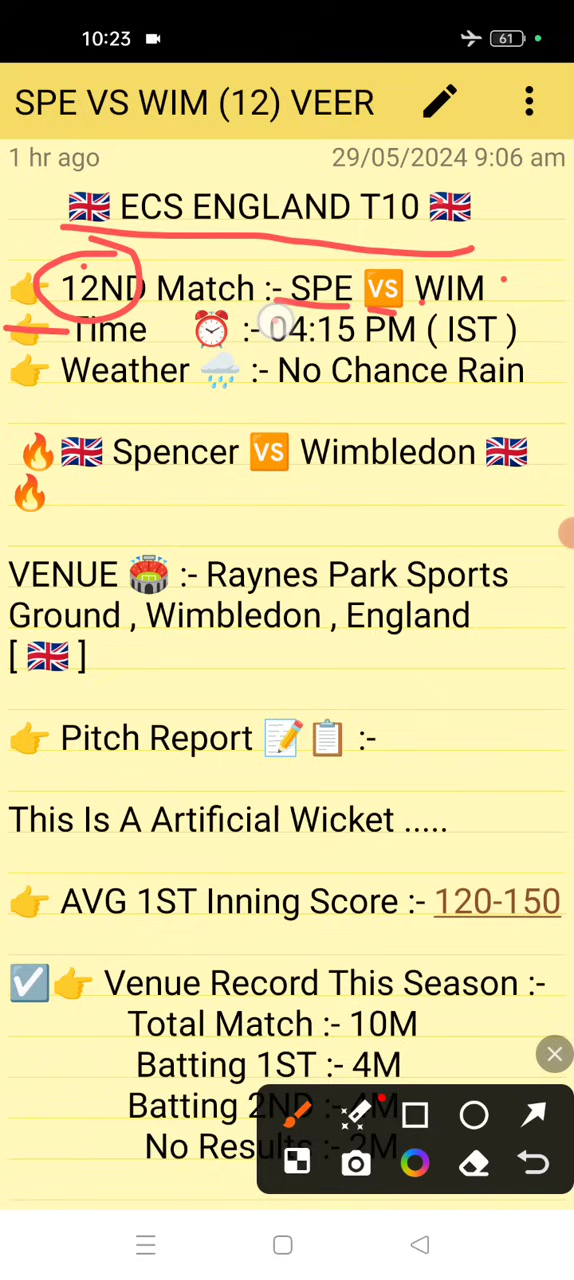 10:23
61
SPE VS WIM (12) VEER
1 hr ago 29/05/2024 9:06 am
🇬🇧 ECS ENGLAND T10 🇬🇧
👉 12ND Match :- SPE 🆚 WIM
👉 Time ⏰ :- 04:15 PM ( IST )
👉 Weather 🌧️ :- No Chance Rain
🔥🇬🇧 Spencer 🆚 Wimbledon 🇬🇧
🔥
VENUE 🏟️ :- Raynes Park Sports
Ground , Wimbledon , England
[ 🇬🇧 ]
👉 Pitch Report 📝📋 :-
This Is A Artificial Wicket .....
👉 AVG 1ST Inning Score :- 120-150
☑️👉 Venue Record This Season :-
Total Match :- 10M
Batting 1ST :- 4M
Batting 2ND :- 4M
No Results :- 2M